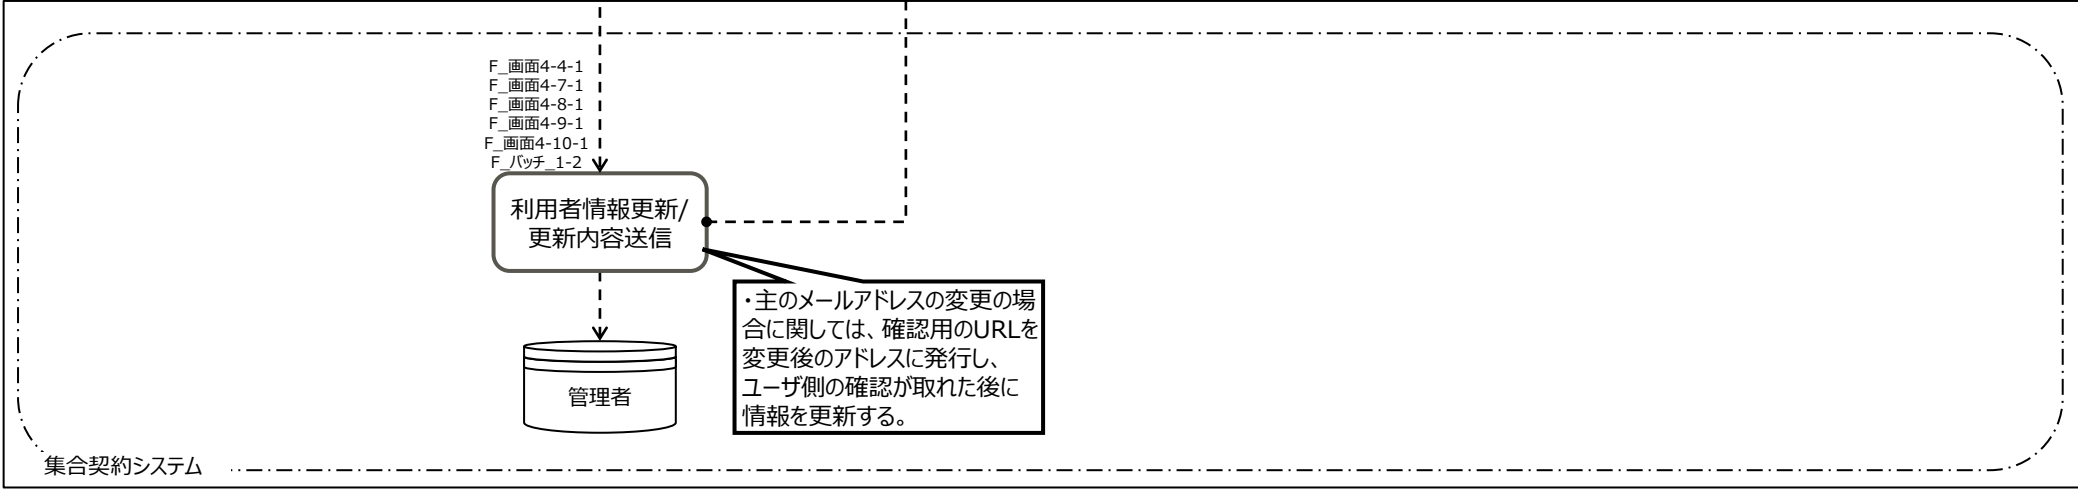 F_画面4-4-1
F_画面4-7-1
F_画面4-8-1
F_画面4-9-1
F_画面4-10-1
F_バッチ_1-2
利用者情報更新/
更新内容送信
・主のメールアドレスの変更の場
合に関しては、確認用のURLを
変更後のアドレスに発行し、
ユーザ側の確認が取れた後に
情報を更新する。
管理者
集合契約システム